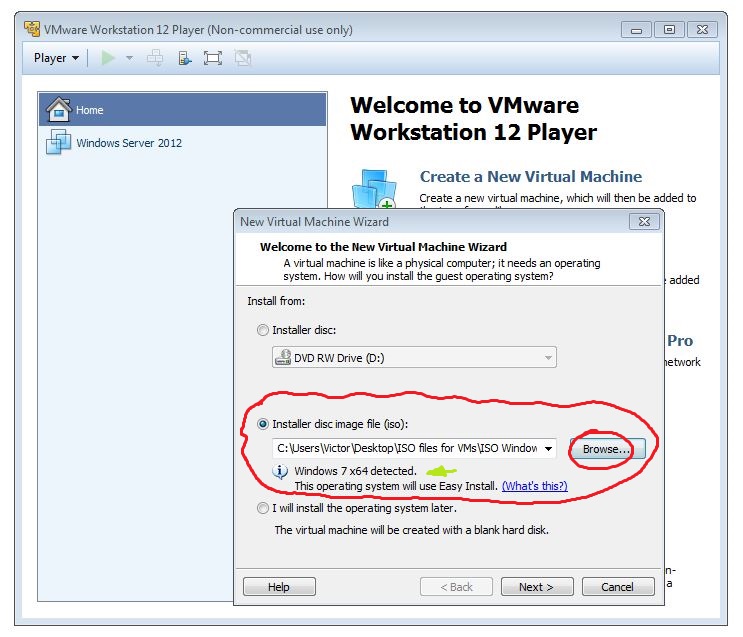 VMware Workstation 12 Player (Non-commercial use only)
Player
Home
Windows Server 2012
Welcome to VMware
Workstation 12 Player
Create a New Virtual Machine
Create a new virtual machine, which will then be added to
added
Pro
network
New Virtual Machine Wizard
Welcome to the New Virtual Machine Wizard
A virtual machine is like a physical computer; it needs an operating
system. How will you install the guest operating system?
Install from:
Installer disc:
DVD RW Drive (D:)
Installer disc image file (iso):
C:\Users\Victor\Desktop\ISO files for VMs\ISO Window
Browse...
Windows 7 x64 detected.
This operating system will use Easy Install. (What's this?)
I will install the operating system later.
The virtual machine will be created with a blank hard disk.
n-
a
Help
< Back
Next >
Cancel